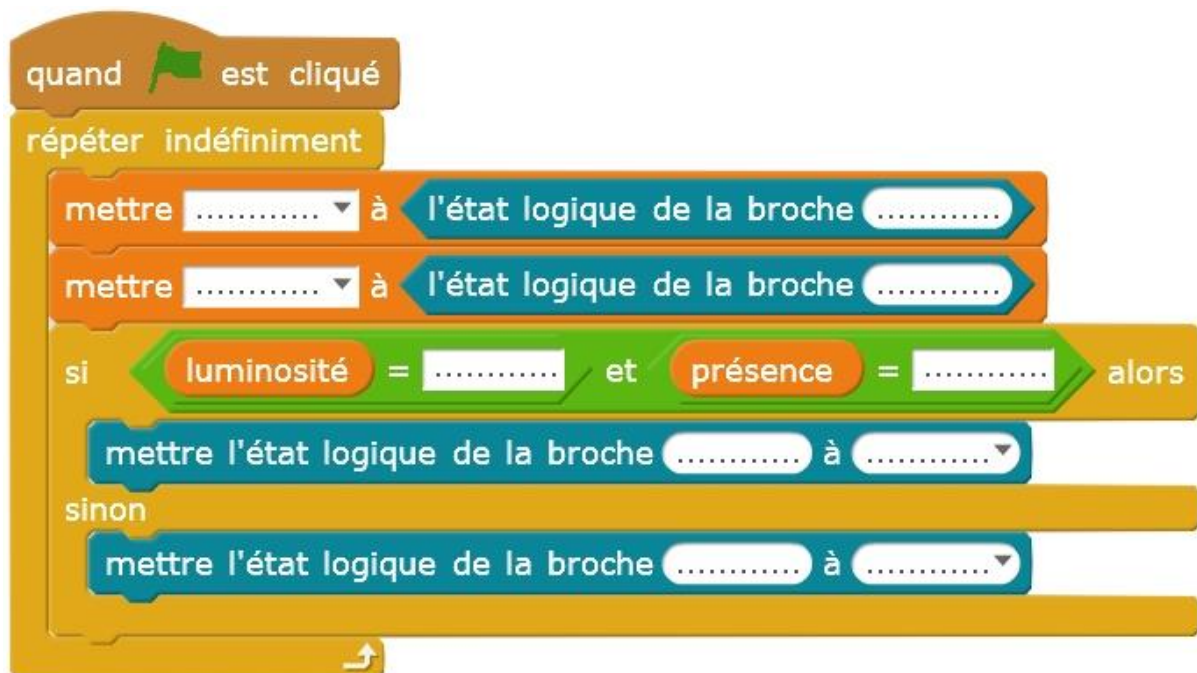 quand est cliqué
répéter indéfiniment
mettre ............ à l'état logique de la broche ............
mettre ............ à l'état logique de la broche ............
si luminosité = ............ et présence = ............ alors
mettre l'état logique de la broche ............ à ............
sinon
mettre l'état logique de la broche ............ à ............